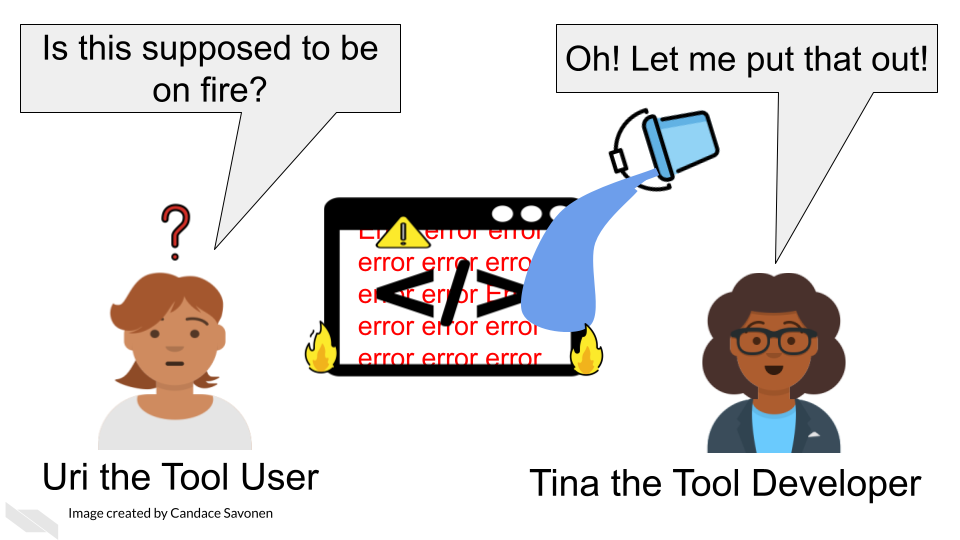 Is this supposed to be
on fire?
Oh! Let me put that out!
?
Error error error
error error error
error error Error
error error error
error error error
</>
!
Uri the Tool User
Tina the Tool Developer
Image created by Candace Savonen